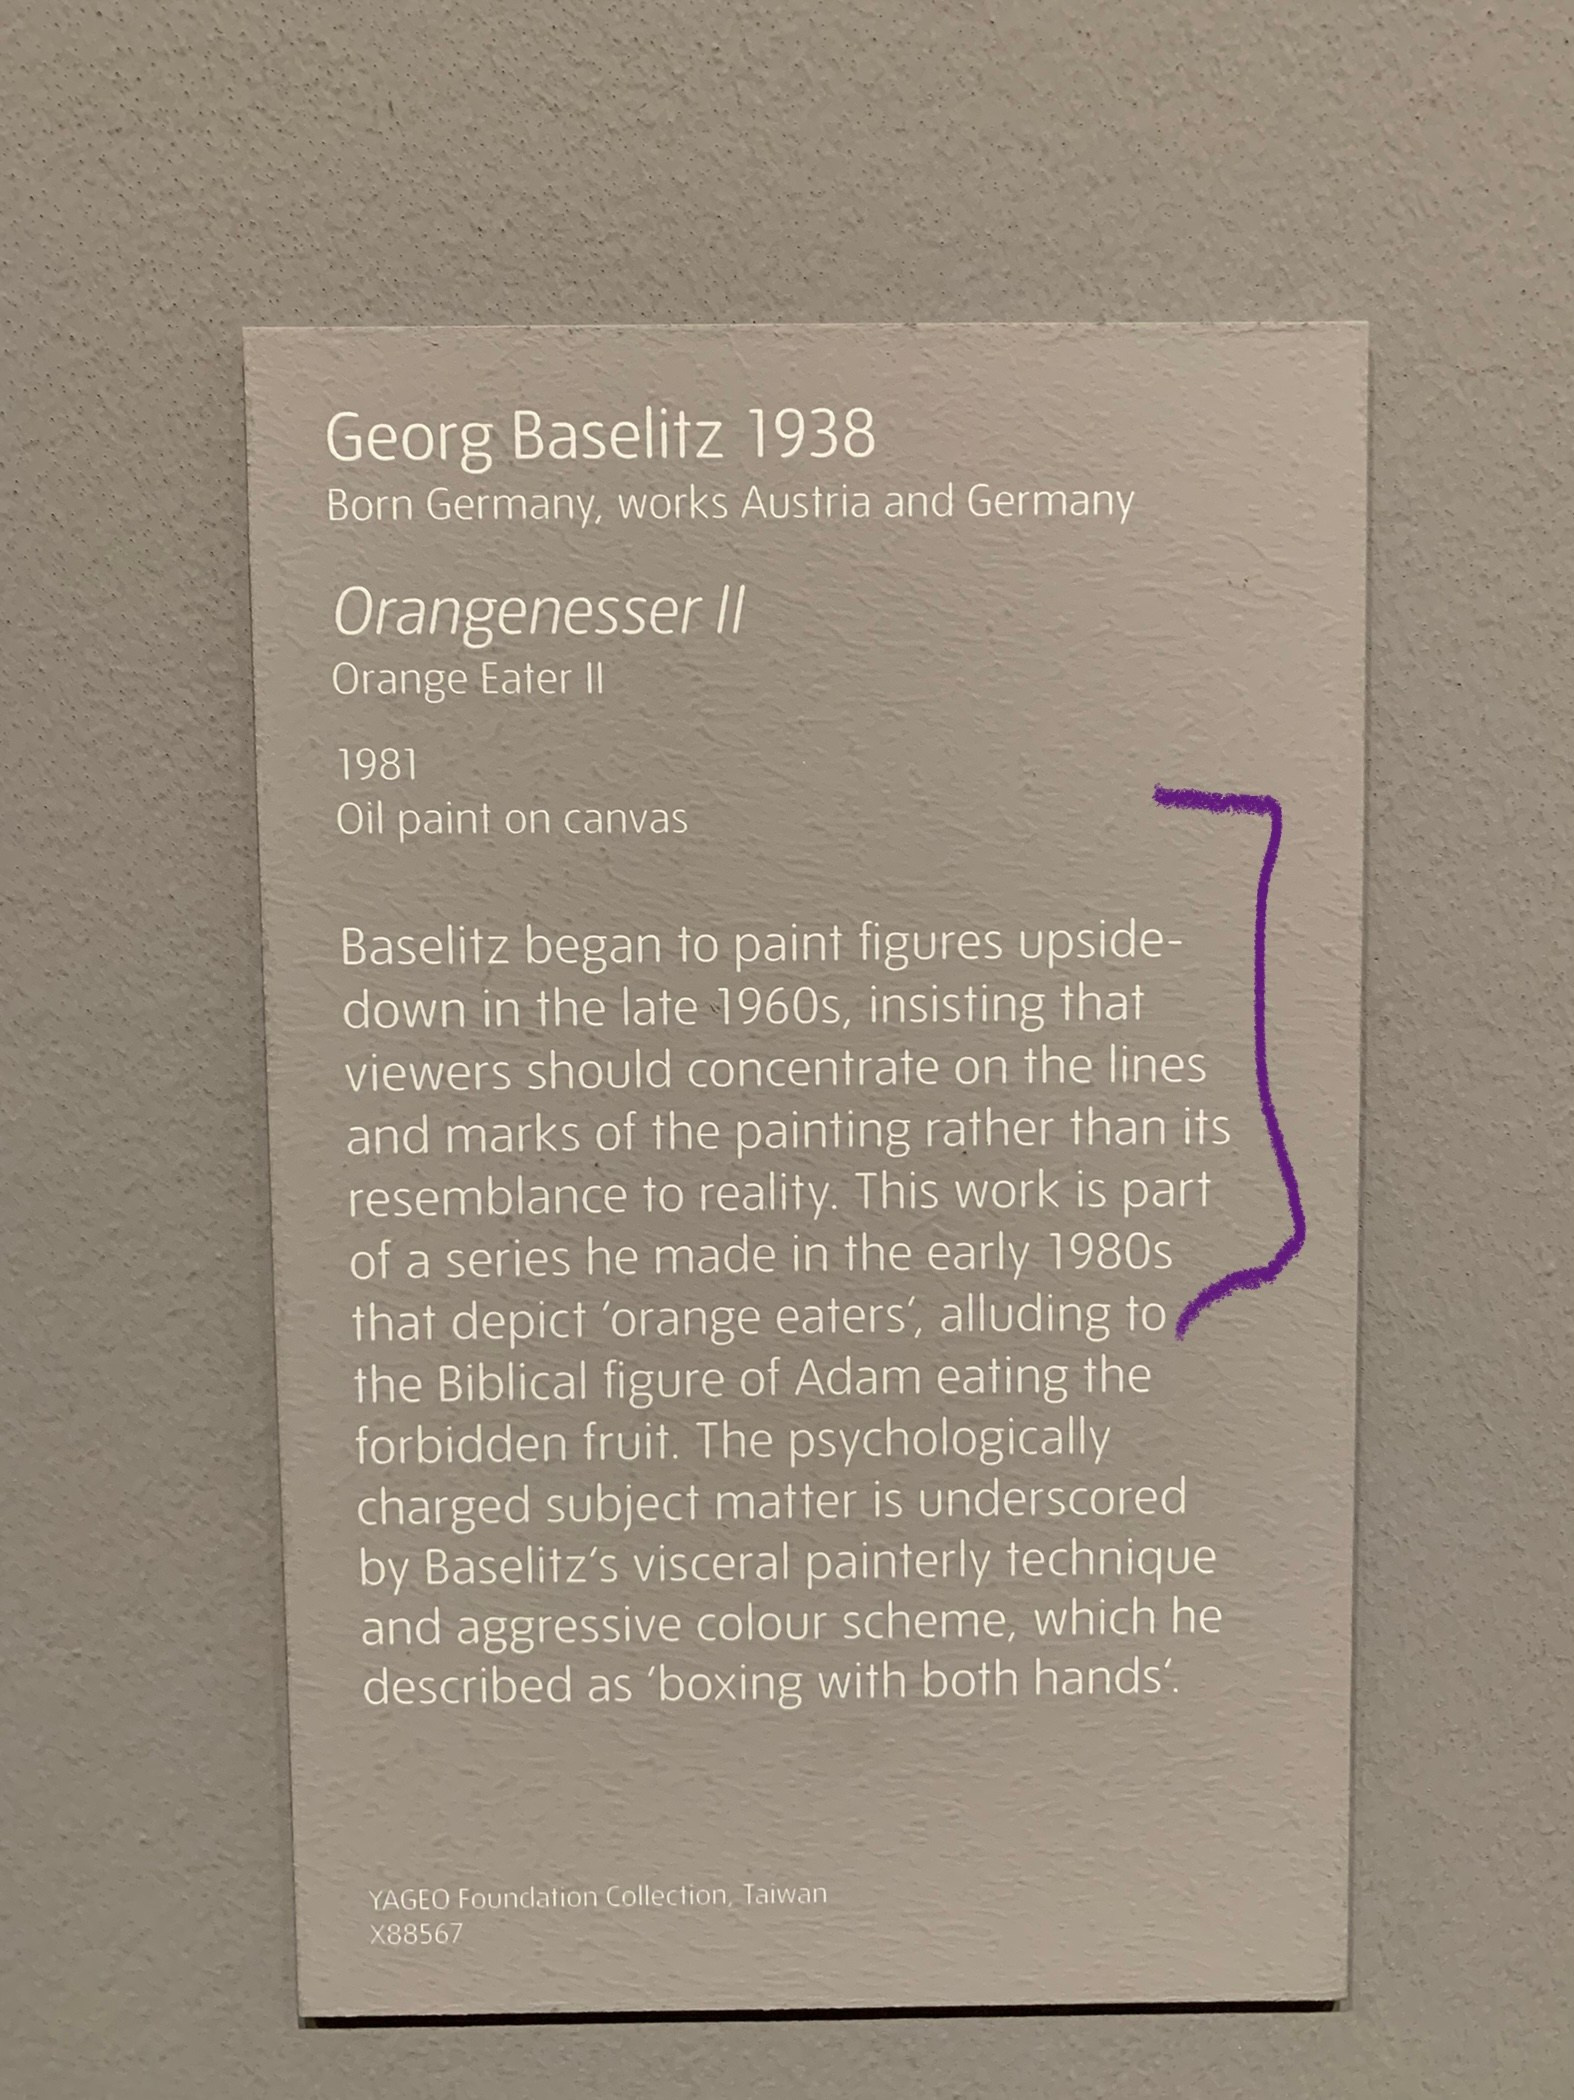 Georg Baselitz 1938
Born Germany, works Austria and Germany
Orangenesser II
Orange Eater II
1981
Oil paint on canvas
Baselitz began to paint figures upside-
down in the late 1960s, insisting that
viewers should concentrate on the lines
and marks of the painting rather than its
resemblance to reality. This work is part
of a series he made in the early 1980s
that depict ‘orange eaters’, alluding to
the Biblical figure of Adam eating the
forbidden fruit. The psychologically
charged subject matter is underscored
by Baselitz’s visceral painterly technique
and aggressive colour scheme, which he
described as ‘boxing with both hands’.
YAGEO Foundation Collection, Taiwan
X88567